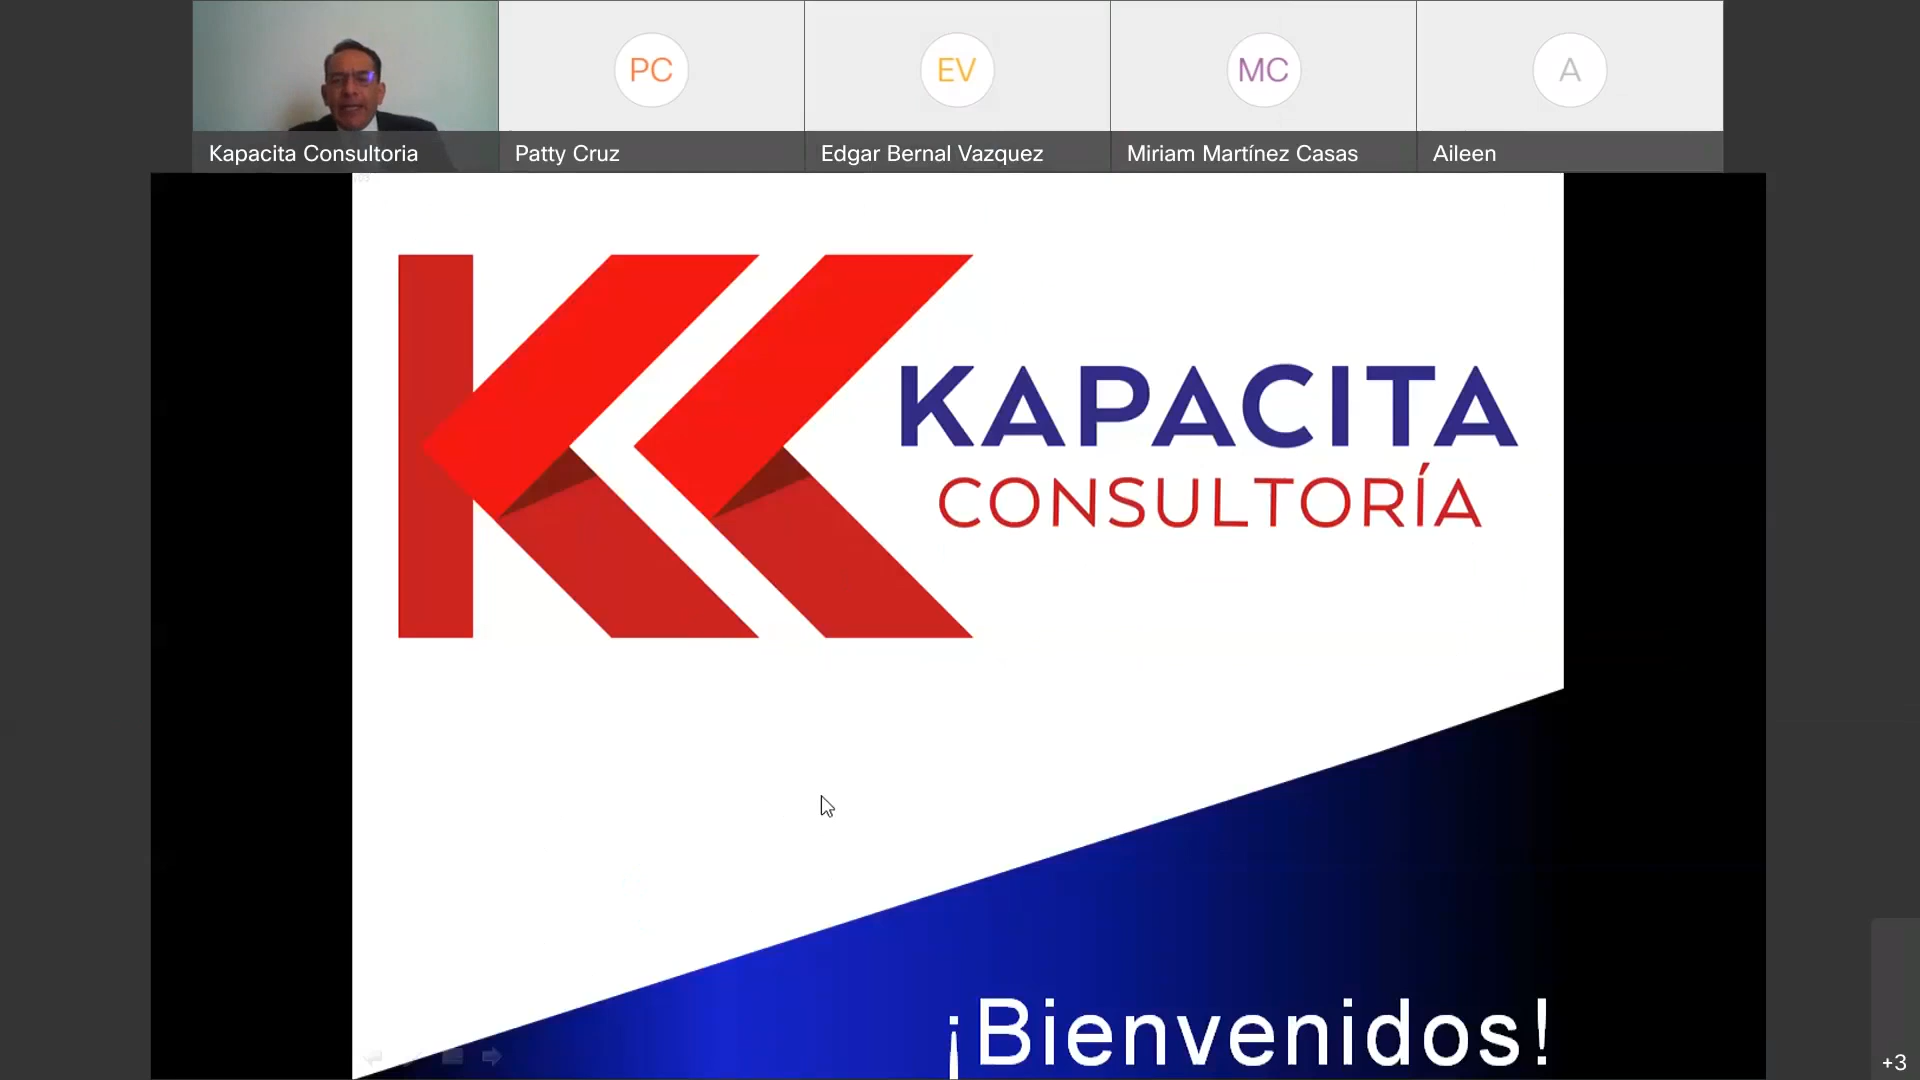 PC
EV
MC
A
Kapacita Consultoria
Patty Cruz
Edgar Bernal Vazquez
Miriam Martínez Casas
Aileen
KAPACITA
CONSULTORÍA
¡Bienvenidos!
+3